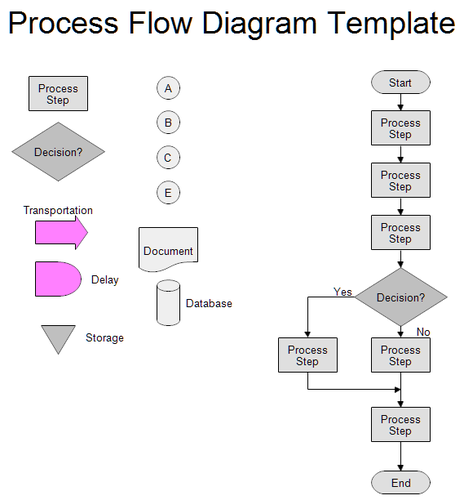 Process Flow Diagram Template
Process
Step
Decision?
Transportation
Delay
Storage
A
B
C
E
Document
Database
Start
Process
Step
Process
Step
Process
Step
Decision?
Yes
No
Process
Step
Process
Step
Process
Step
End